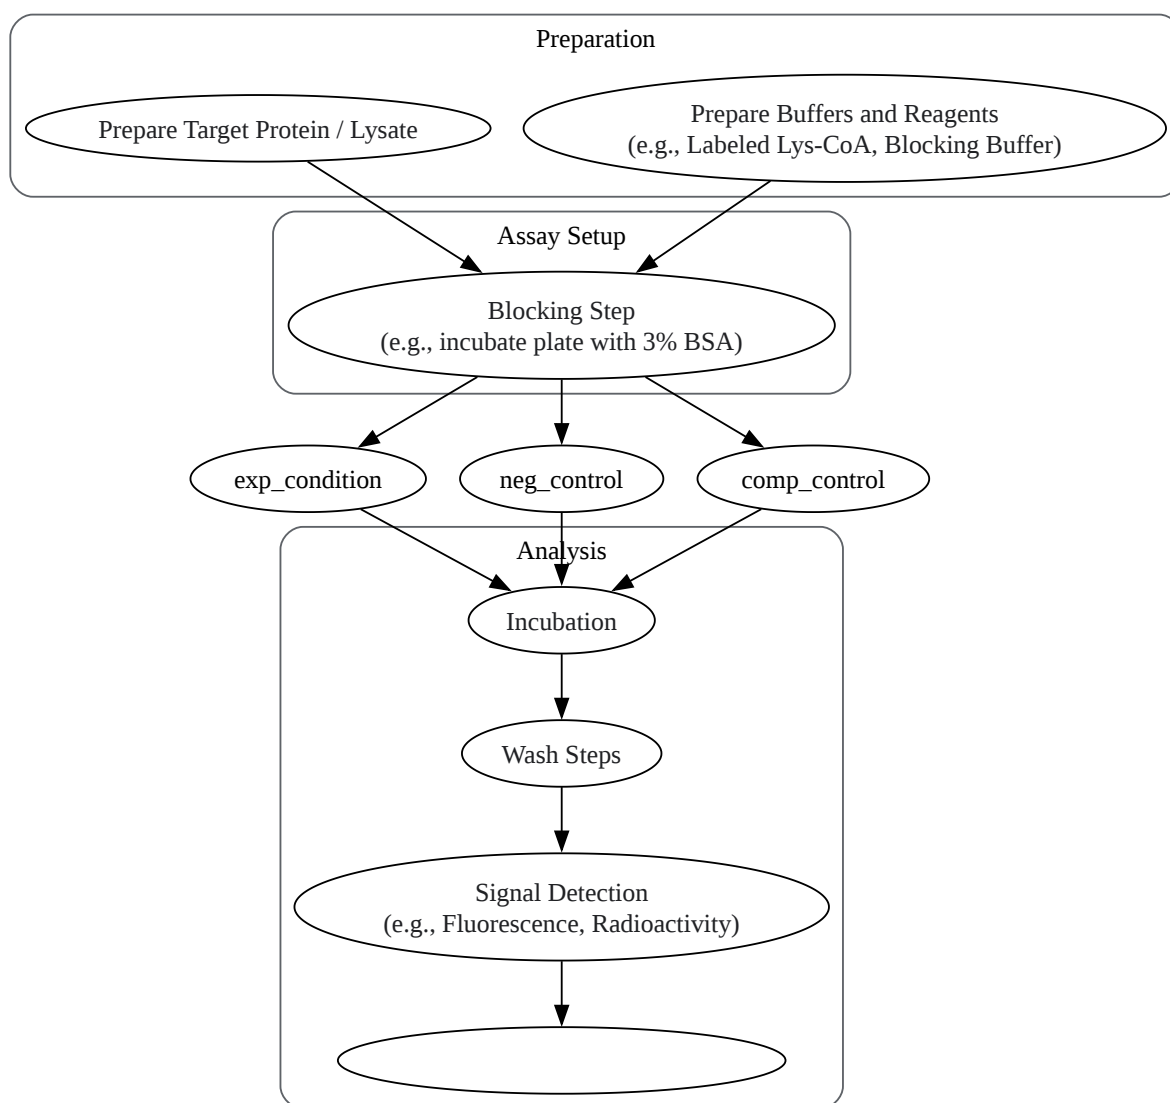 Preparation
Prepare Target Protein / Lysate
Prepare Buffers and Reagents
(e.g., Labeled Lys-CoA, Blocking Buffer)
Assay Setup
Blocking Step
(e.g., incubate plate with 3% BSA)
exp_condition
neg_control
comp_control
Analysis
Incubation
Wash Steps
Signal Detection
(e.g., Fluorescence, Radioactivity)